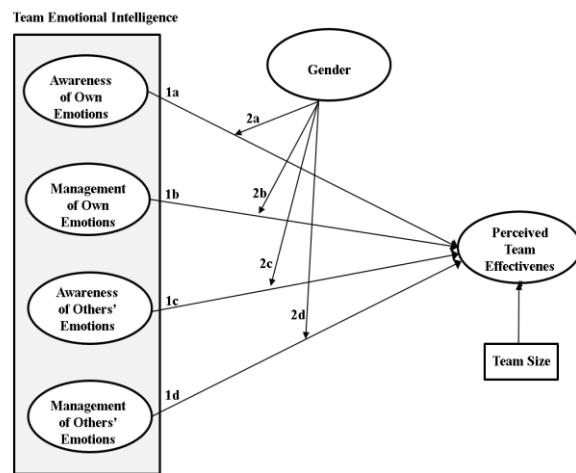 Team Emotional Intelligence
Gender
Awareness
of Own
Emotions
1a
2a
Management
of Own
Emotions
1b
2b
Perceived
Team
Effectivenes
2c
Awareness
of Others'
Emotions
1c
2d
Team Size
Management
of Others'
Emotions
1d